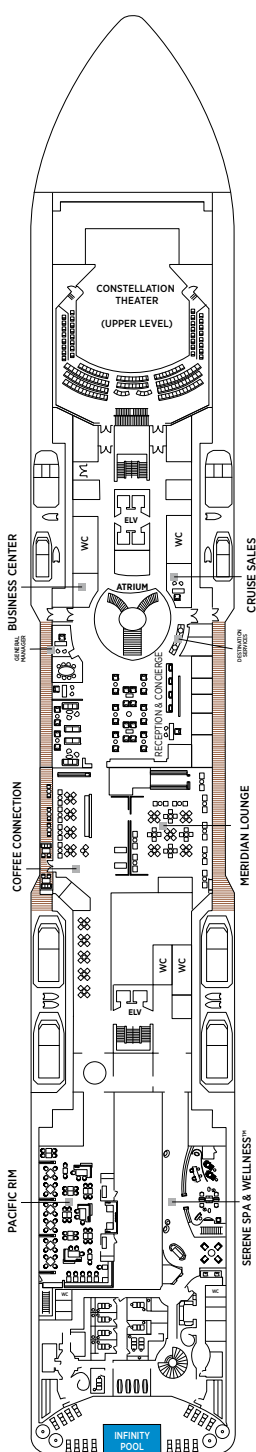 CONSTELLATION
THEATER
(UPPER LEVEL)
ELV
WC
WC
BUSINESS CENTER
CRUISE SALES
ATRIUM
GENERAL
MANAGER
DESTINATION
SERVICES
RECEPTION & CONCIERGE
COFFEE CONNECTION
MERIDIAN LOUNGE
WC
WC
ELV
PACIFIC RIM
SERENE SPA & WELLNESS™
WC
WC
INFINITY
POOL